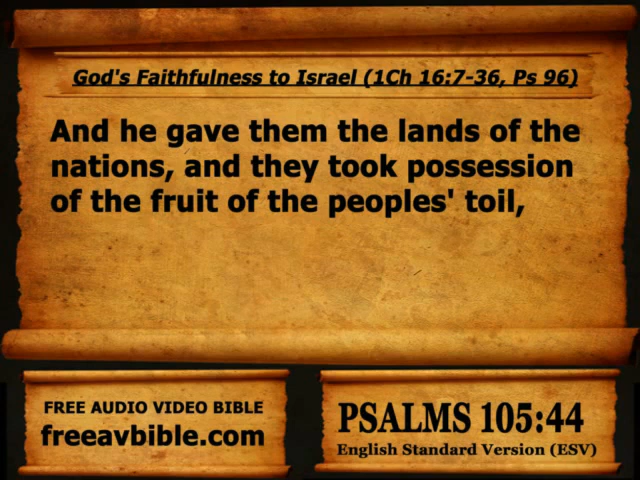 God's Faithfulness to Israel (1Ch 16:7-36, Ps 96)
And he gave them the lands of the
nations, and they took possession
of the fruit of the peoples' toil,
FREE AUDIO VIDEO BIBLE
freeavbible.com
PSALMS 105:44
English Standard Version (ESV)